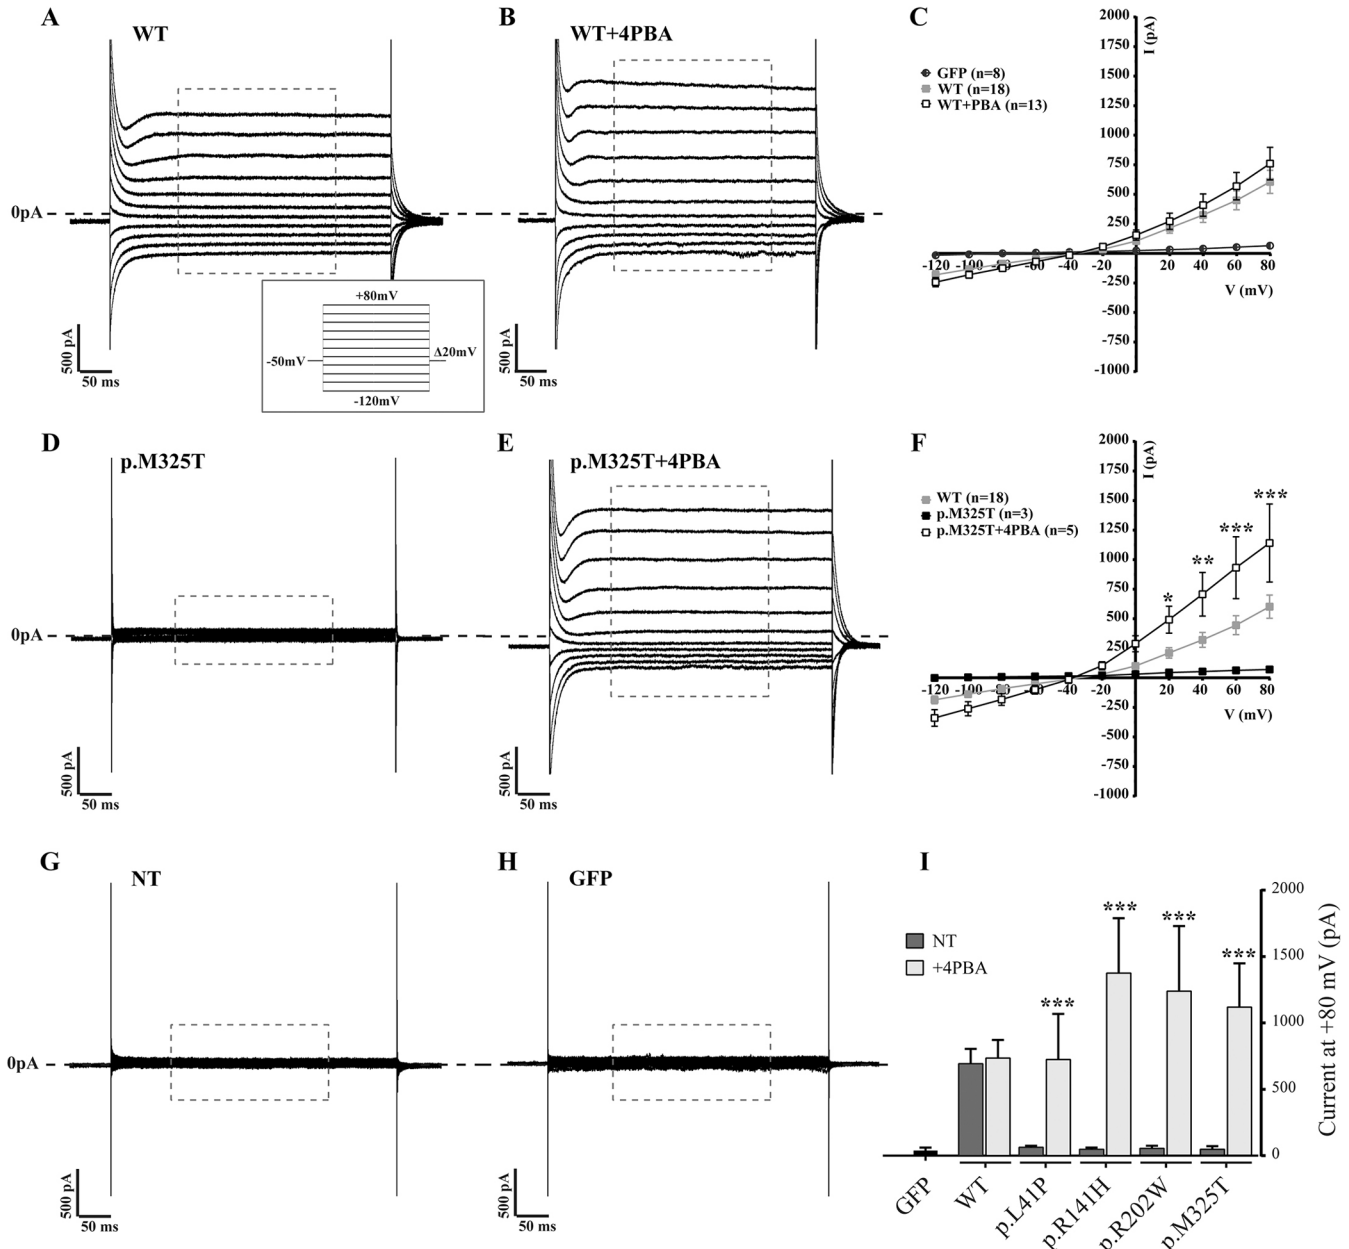 A
WT
0pA
500 pA
50 ms
+80mV
-50mV
Δ20mV
-120mV
B
WT+4PBA
500 pA
50 ms
C
I (pA)
2000
1750
1500
1250
1000
750
500
250
-250
-500
-750
-1000
GFP (n=8)
WT (n=18)
WT+PBA (n=13)
-120
-100
-40
-20
20
40
60
80
V (mV)
D
p.M325T
0pA
500 pA
50 ms
E
p.M325T+4PBA
500 pA
50 ms
F
I (pA)
2000
1750
1500
1250
1000
750
500
250
-250
-500
-750
-1000
WT (n=18)
p.M325T (n=3)
p.M325T+4PBA (n=5)
*
**
***
***
-120
-100
-60
-40
-20
20
40
60
80
V (mV)
G
NT
0pA
500 pA
50 ms
H
GFP
500 pA
50 ms
I
NT
+4PBA
***
***
***
***
2000
1500
1000
500
0
Current at +80 mV (pA)
GFP
WT
p.L41P
p.R141H
p.R202W
p.M325T